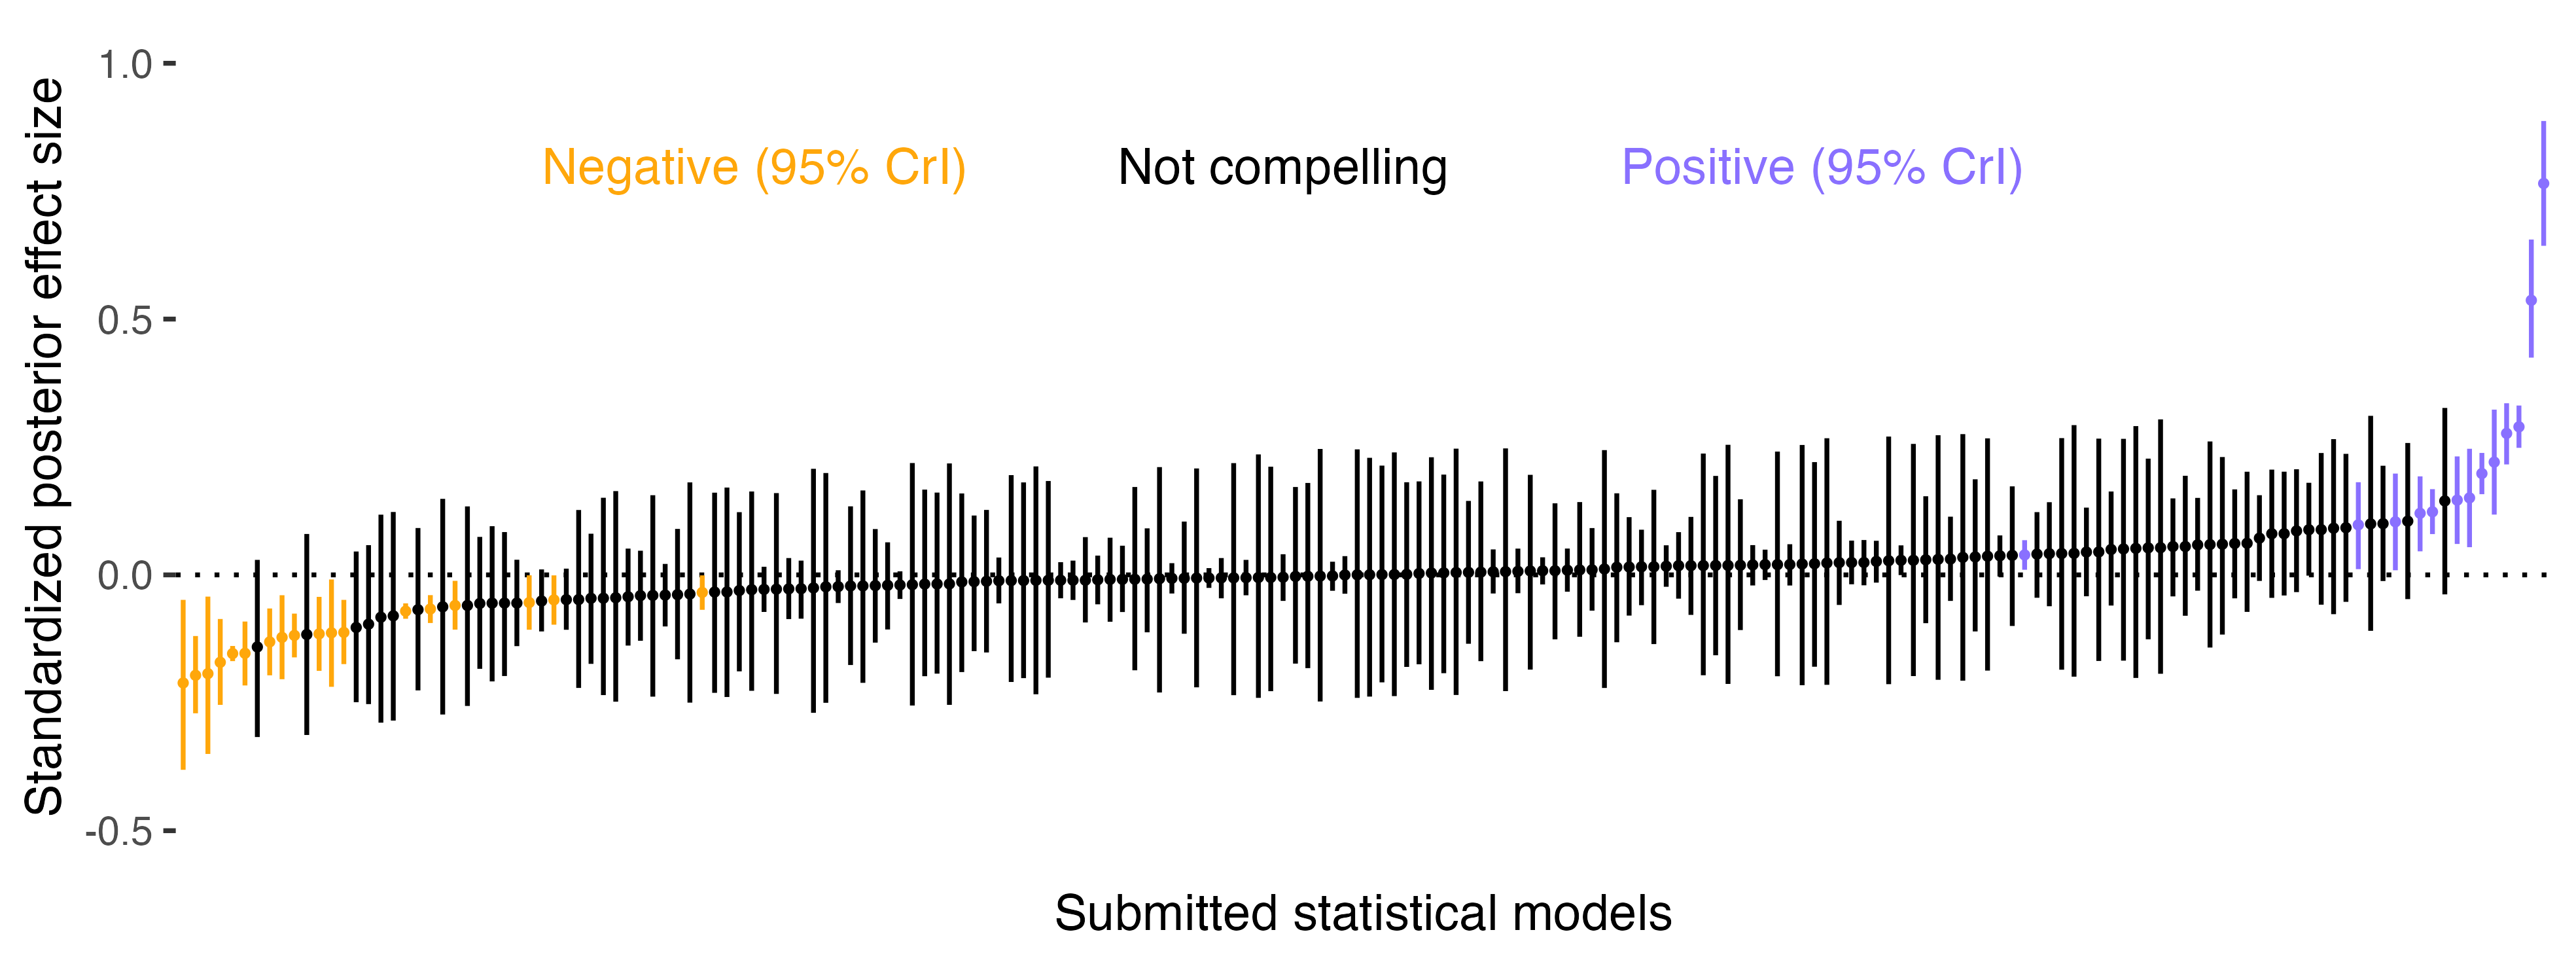 Standardized posterior effect size
1.0
0.5
0.0
-0.5
Negative (95% CrI)
Not compelling
Positive (95% CrI)
Submitted statistical models